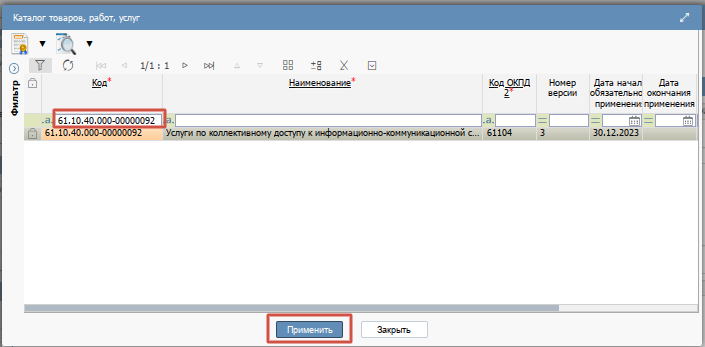 Каталог товаров, работ, услуг
1/1 : 1
Фильтр
Код* Наименование* Код ОКПД 2* Номер версии Дата начал обязательно применени Дата окончания применения
.a. 61.10.40.000-00000092 a. .a. = = =
61.10.40.000-00000092 Услуги по коллективному доступу к информационно-коммуникационной с... 61104 3 30.12.2023
Применить Закрыть